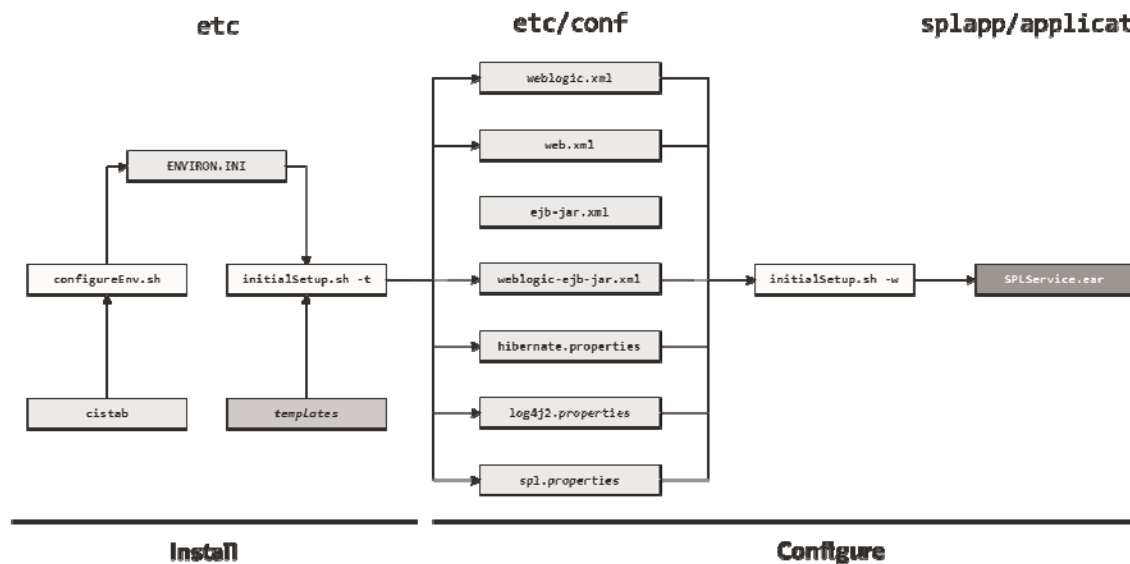 etc
etc/conf
splapp/applicat
weblogic.xml
web.xml
ENVIRON.INI
ejb-jar.xml
configureEnv.sh
initialSetup.sh -t
weblogic-ejb-jar.xml
initialSetup.sh -w
SPLService.ear
hibernate.properties
cistab
templates
log4j2.properties
spl.properties
Install
Configure